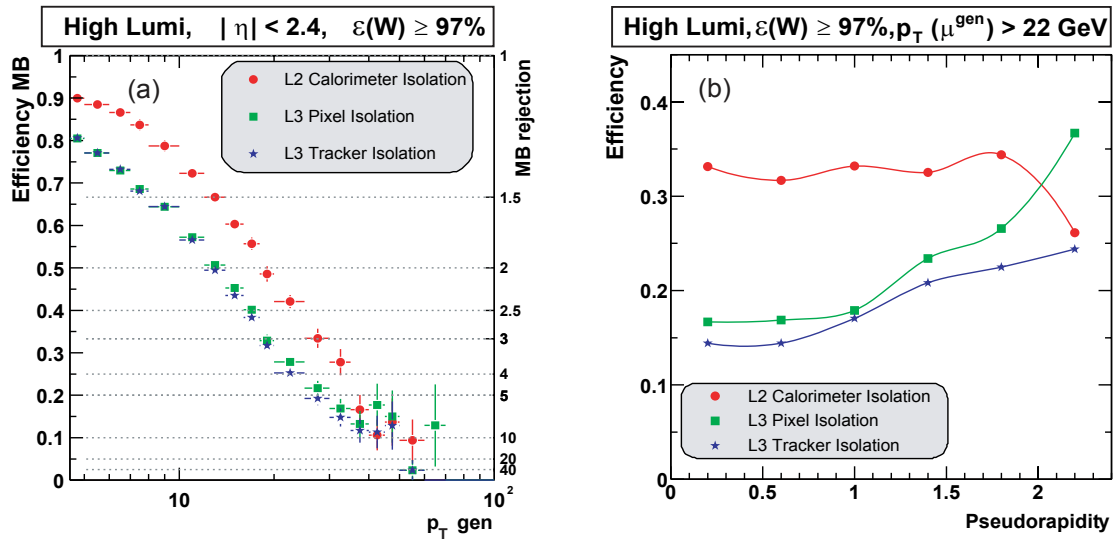 High Lumi, | η| < 2.4, ε(W) ≥ 97%
(a)
L2 Calorimeter Isolation
L3 Pixel Isolation
L3 Tracker Isolation
Efficiency MB
1
0.9
0.8
0.7
0.6
0.5
0.4
0.3
0.2
0.1
0
MB rejection
1
1.5
2
2.5
3
4
5
10
20
40
10
10²
p_T gen
High Lumi,ε(W) ≥ 97%,p_T (μ^gen) > 22 GeV
(b)
Efficiency
0.4
0.3
0.2
0.1
0
L2 Calorimeter Isolation
L3 Pixel Isolation
L3 Tracker Isolation
0
0.5
1
1.5
2
Pseudorapidity